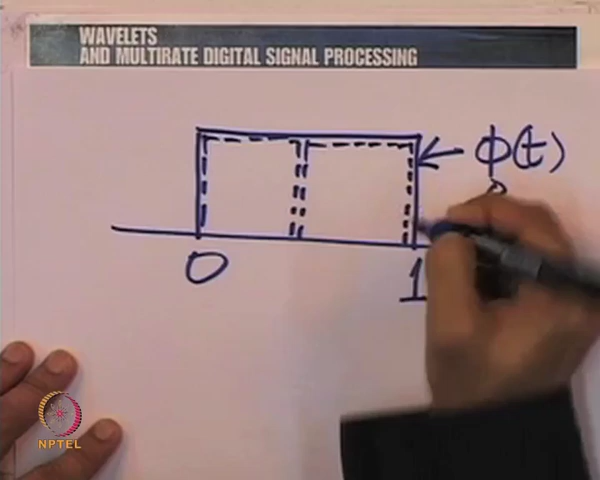 WAVELETS
AND MULTIRATE DIGITAL SIGNAL PROCESSING
ϕ(t)
0
1
NPTEL